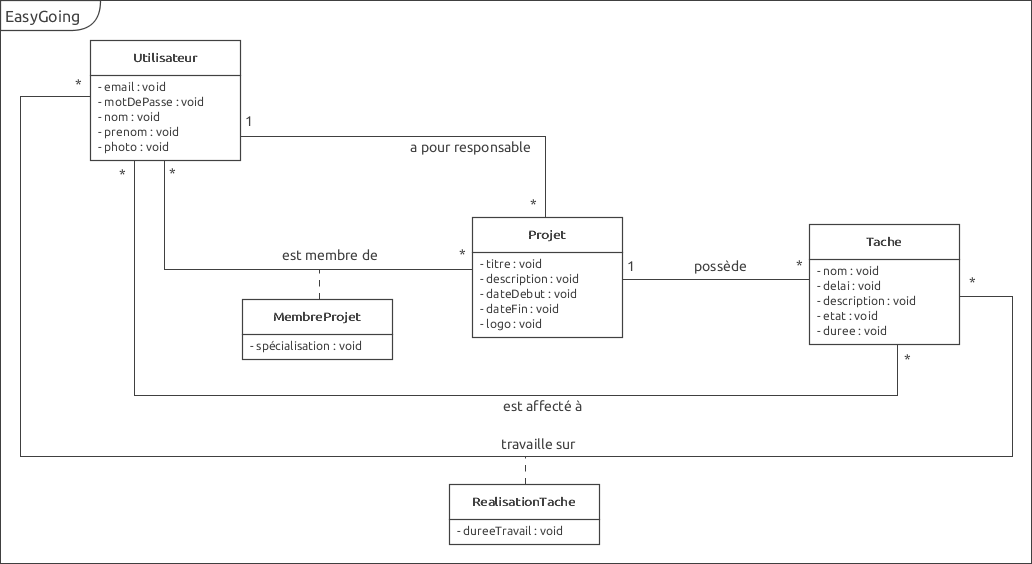 EasyGoing
Utilisateur
- email : void
- motDePasse : void
- nom : void
- prenom : void
- photo : void
*
1
a pour responsable
*
*
*
est membre de
*
MembreProjet
- spécialisation : void
Projet
- titre : void
- description : void
- dateDebut : void
- dateFin : void
- logo : void
1
possède
*
Tache
- nom : void
- delai : void
- description : void
- etat : void
- duree : void
*
*
est affecté à
travaille sur
RealisationTache
- dureeTravail : void